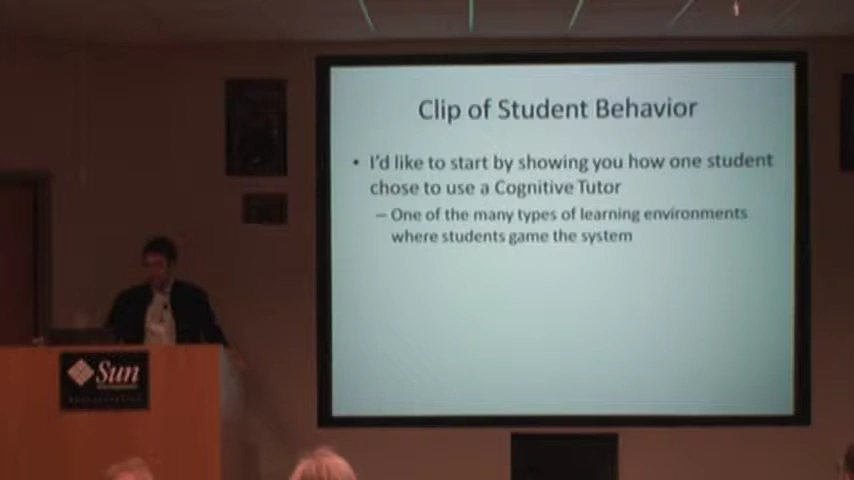 Clip of Student Behavior
• I'd like to start by showing you how one student
chose to use a Cognitive Tutor
– One of the many types of learning environments
where students game the system
Sun